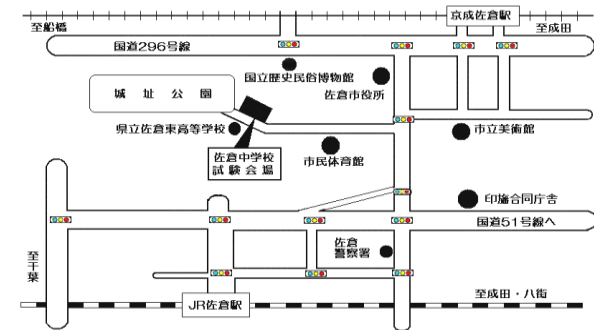 京成佐倉駅
至船橋
至成田
国道296号線
国立歴史民俗博物館
佐倉市役所
城址公園
県立佐倉東高等学校
市立美術館
佐倉中学校
試験会場
市民体育館
印旛合同庁舎
国道51号線へ
佐倉
警察署
至千葉
至成田・八街
JR佐倉駅